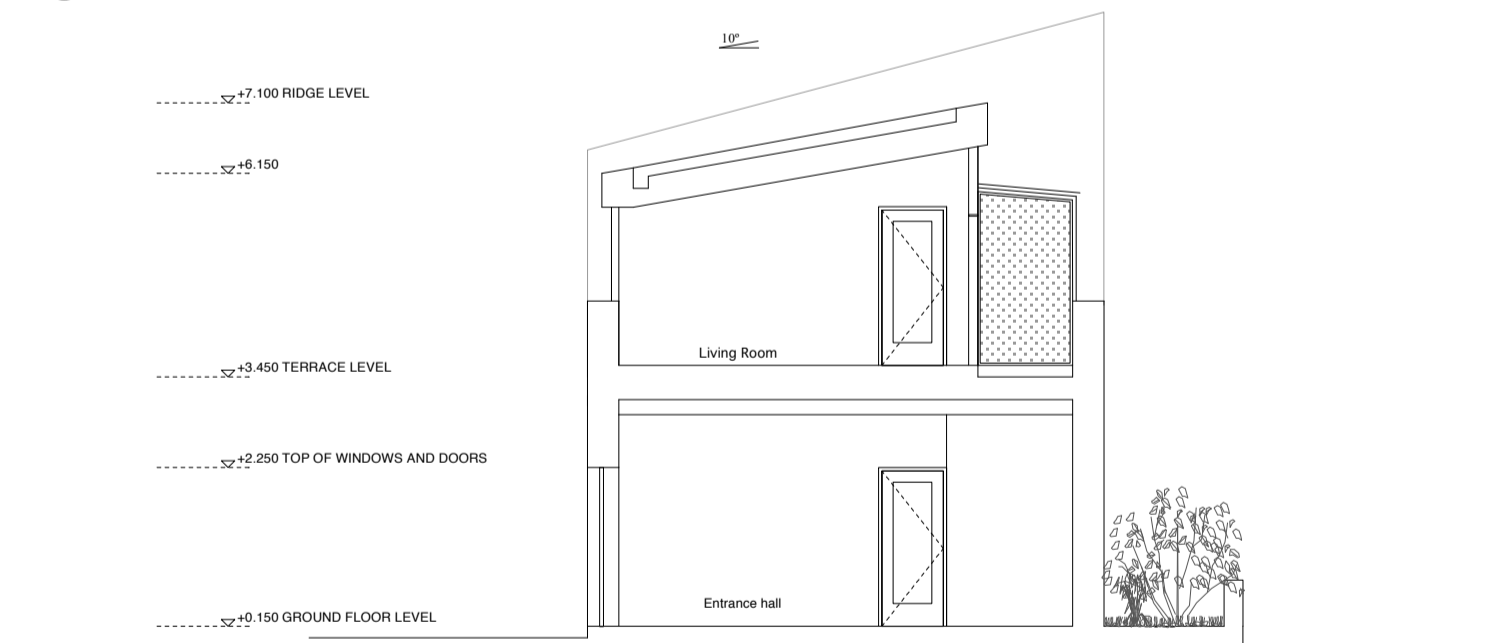 10º
+7.100 RIDGE LEVEL
+6.150
+3.450 TERRACE LEVEL
Living Room
+2.250 TOP OF WINDOWS AND DOORS
+0.150 GROUND FLOOR LEVEL
Entrance hall